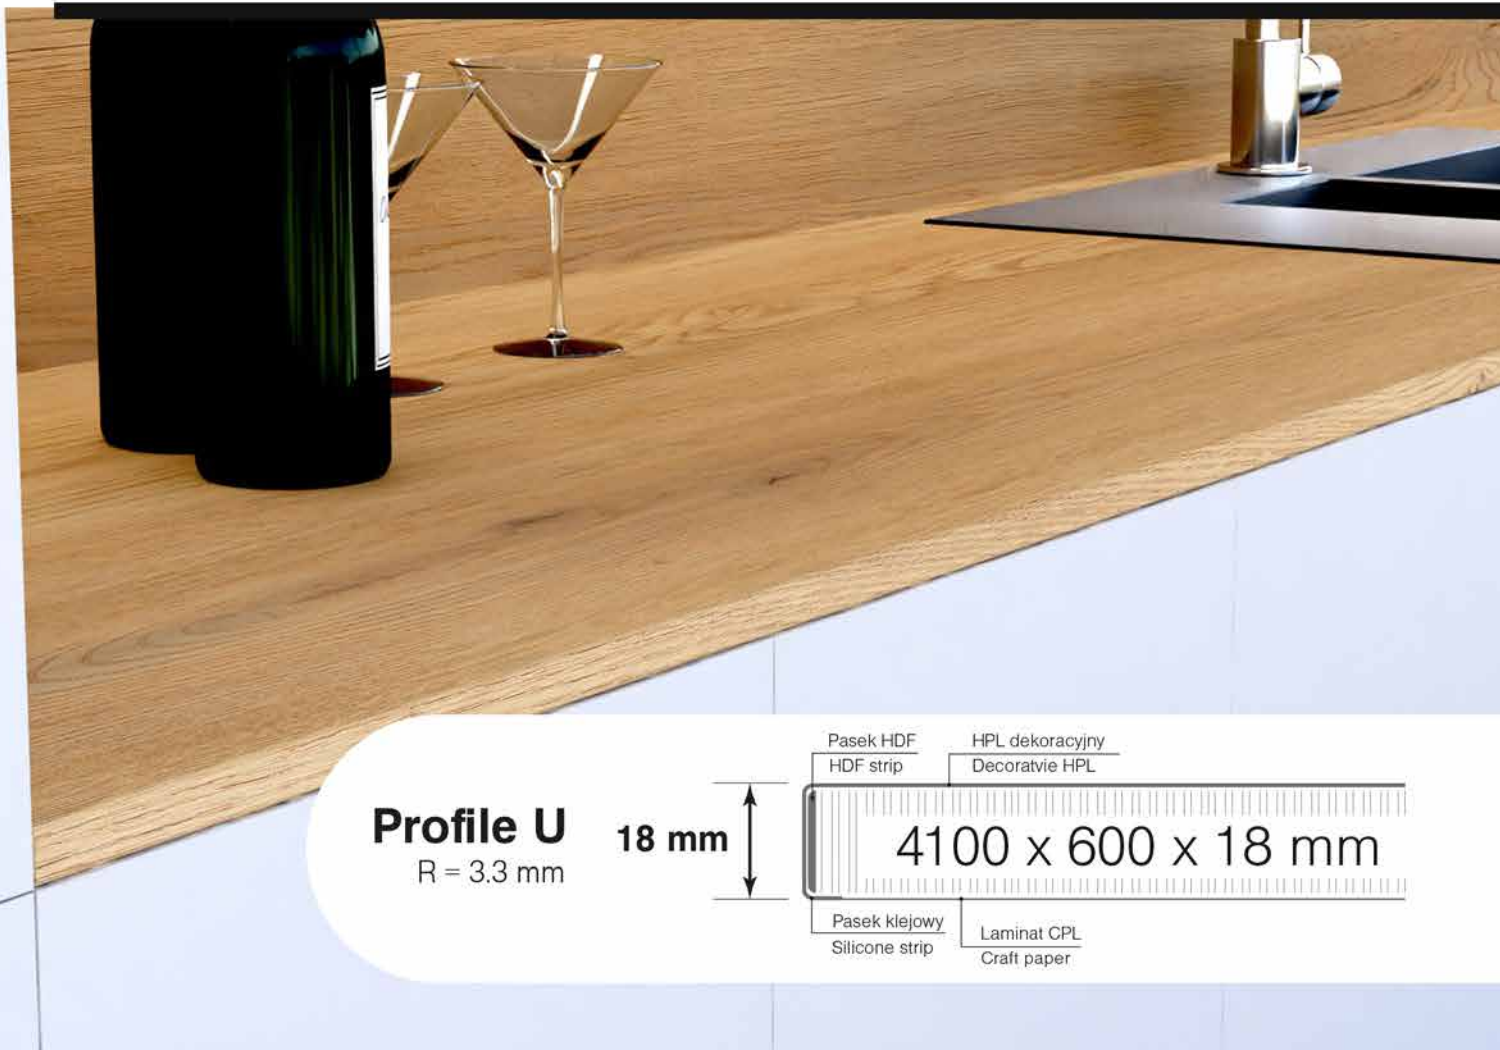 Pasek HDF
HDF strip
HPL dekoracyjny
Decoratvie HPL
Profile U
R = 3.3 mm
18 mm
4100 x 600 x 18 mm
Pasek klejowy
Silicone strip
Laminat CPL
Craft paper